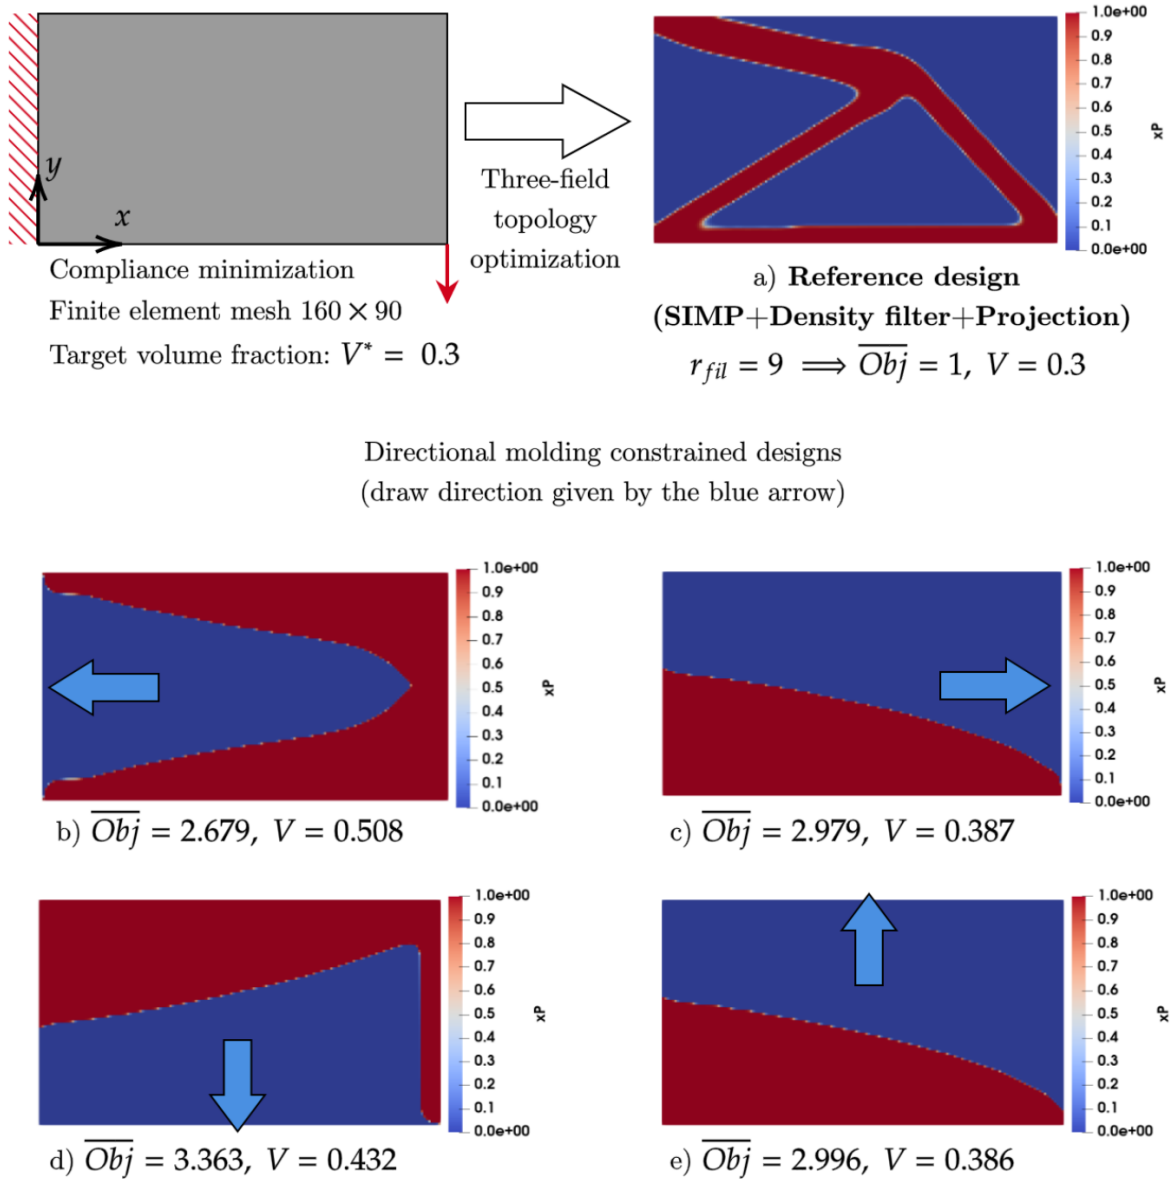 y
x
Compliance minimization
Finite element mesh 160 × 90
Target volume fraction: V* = 0.3
Three-field
topology
optimization
1.0e+00
0.9
0.8
0.7
0.6
0.5
0.4
0.3
0.2
0.1
0.0e+00
xP
a) Reference design
(SIMP+Density filter+Projection)
r_fil = 9 ⟹ \overline{Obj} = 1, V = 0.3
Directional molding constrained designs
(draw direction given by the blue arrow)
1.0e+00
0.9
0.8
0.7
0.6
0.5
0.4
0.3
0.2
0.1
0.0e+00
xP
b) \overline{Obj} = 2.679, V = 0.508
1.0e+00
0.9
0.8
0.7
0.6
0.5
0.4
0.3
0.2
0.1
0.0e+00
xP
c) \overline{Obj} = 2.979, V = 0.387
1.0e+00
0.9
0.8
0.7
0.6
0.5
0.4
0.3
0.2
0.1
0.0e+00
xP
d) \overline{Obj} = 3.363, V = 0.432
1.0e+00
0.9
0.8
0.7
0.6
0.5
0.4
0.3
0.2
0.1
0.0e+00
xP
e) \overline{Obj} = 2.996, V = 0.386